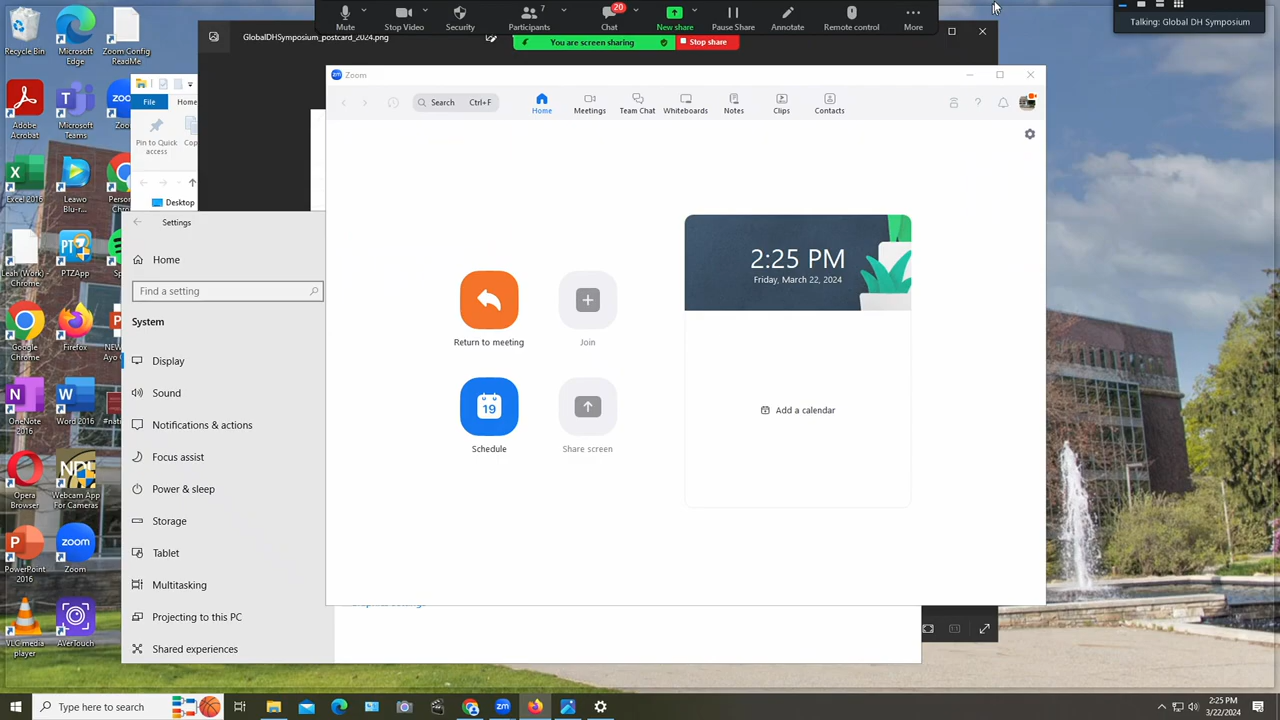 Mute
Stop Video
Security
Participants
7
Chat
20
New share
Pause Share
Annotate
Remote control
More
You are screen sharing
Stop share
Talking: Global DH Symposium
GlobalDHSymposium_postcard_2024.png
Recycle Bin
Microsoft Edge
Zoom Config ReadMe
Adobe Acrobat
Microsoft Teams
Excel 2016
Leawo Blu-r...
Leah (Work) - Chrome
PTZApp
Google Chrome
Firefox
OneNote 2016
Word 2016
Opera Browser
Webcam App For Cameras
PowerPoint 2016
Zoom
VLC media player
AVerTouch
File
Home
Pin to Quick access
Desktop
Zoom
Search
Ctrl+F
Home
Meetings
Team Chat
Whiteboards
Notes
Clips
Contacts
Return to meeting
Join
Schedule
19
Share screen
2:25 PM
Friday, March 22, 2024
Add a calendar
Settings
Home
Find a setting
System
Display
Sound
Notifications & actions
Focus assist
Power & sleep
Storage
Tablet
Multitasking
Projecting to this PC
Shared experiences
Type here to search
2:25 PM
3/22/2024